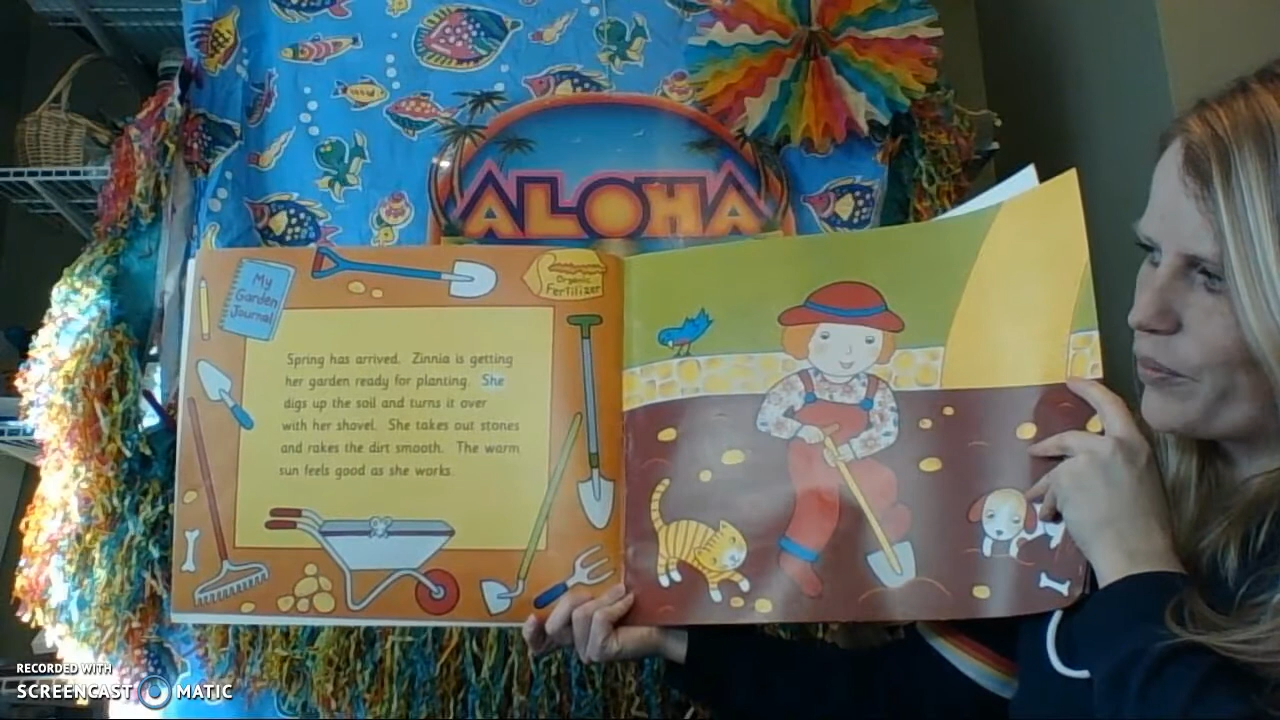 ALOHA
My
Garden
Journal
Organic
Fertilizer
Spring has arrived. Zinnia is getting
her garden ready for planting. She
digs up the soil and turns it over
with her shovel. She takes out stones
and rakes the dirt smooth. The warm
sun feels good as she works.
RECORDED WITH
SCREENCAST MATIC